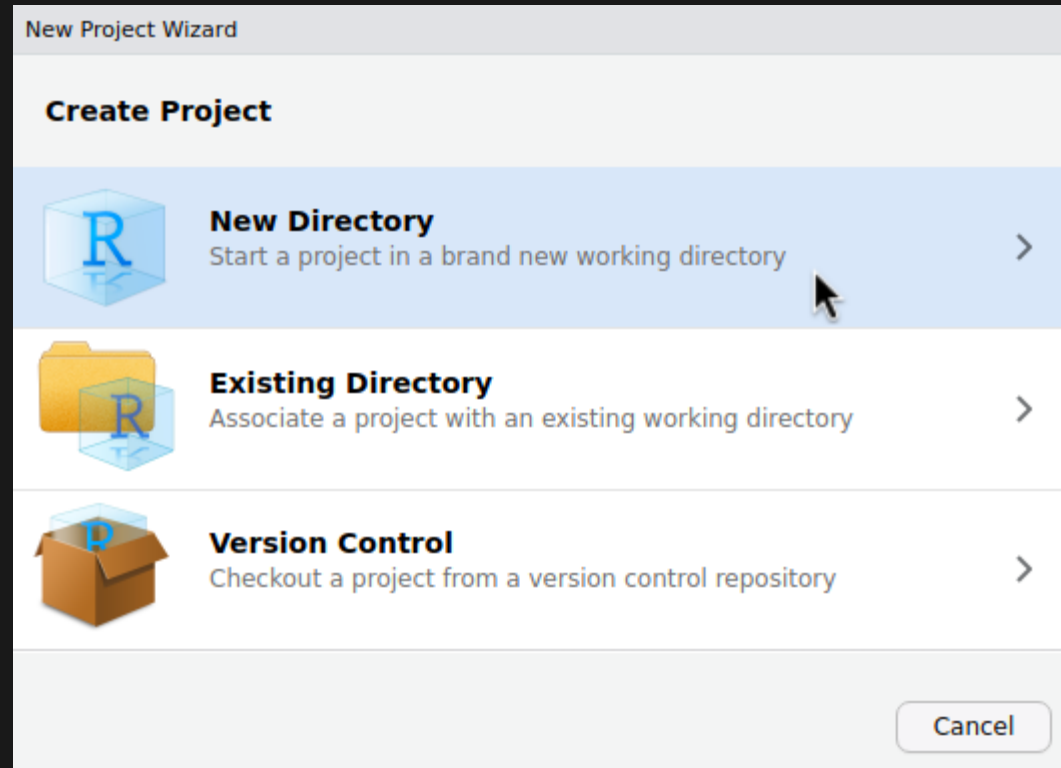 New Project Wizard
Create Project
R
New Directory
Start a project in a brand new working directory
R
Existing Directory
Associate a project with an existing working directory
R
Version Control
Checkout a project from a version control repository
Cancel